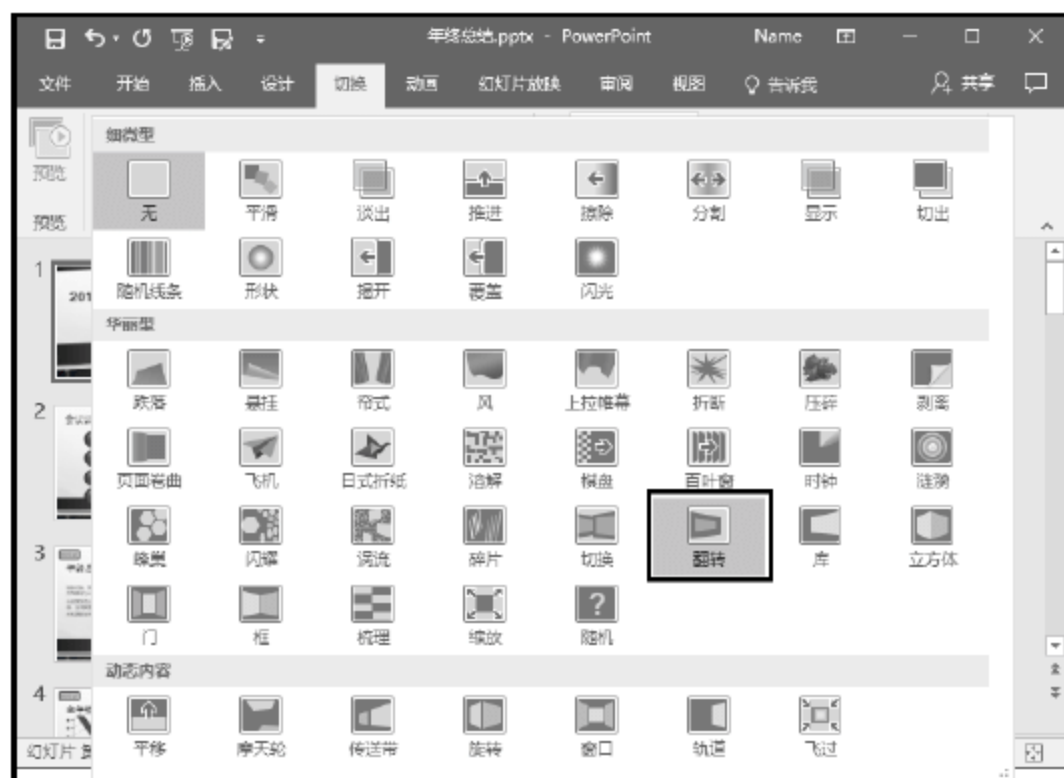 年终总结.pptx - PowerPoint Name
文件 开始 插入 设计 切换 动画 幻灯片放映 审阅 视图 告诉我 共享
预览
预览
细微型
无 平滑 淡出 推进 擦除 分割 显示 切出
随机线条 形状 揭开 覆盖 闪光
华丽型
跌落 悬挂 帘式 风 上拉帷幕 折断 压碎 剥离
页面卷曲 飞机 日式折纸 溶解 棋盘 百叶窗 时钟 涟漪
蜂巢 闪耀 涡流 碎片 切换 翻转 库 立方体
门 框 梳理 缩放 随机
动态内容
平移 摩天轮 传送带 旋转 窗口 轨道 飞过
1
201
2
3
4
幻灯片